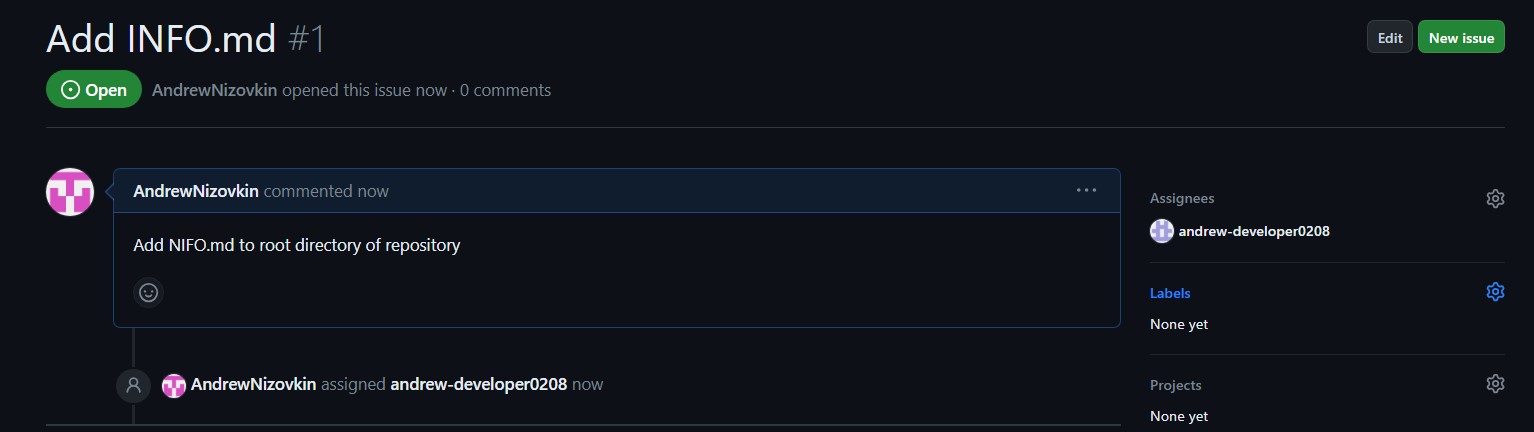 Add INFO.md #1
Edit
New issue
Open
AndrewNizovkin opened this issue now · 0 comments
AndrewNizovkin commented now
Add NIFO.md to root directory of repository
AndrewNizovkin assigned andrew-developer0208 now
Assignees
andrew-developer0208
Labels
None yet
Projects
None yet